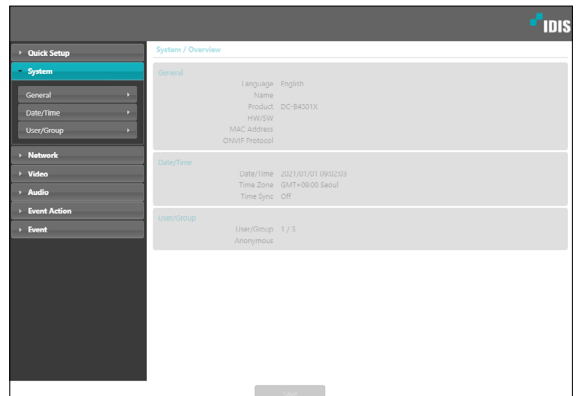 IDIS
Quick Setup
System
General
Date/Time
User/Group
Network
Video
Audio
Event Action
Event
System / Overview
General
Language English
Name
Product
HW/SW
MAC Address
ONVIF Protocol
Date/Time
Date/Time 2021/01/01 09:02:03
Time Zone GMT+09:00 Seoul
Time Sync Off
User/Group
User/Group 1 / 3
Anonymous